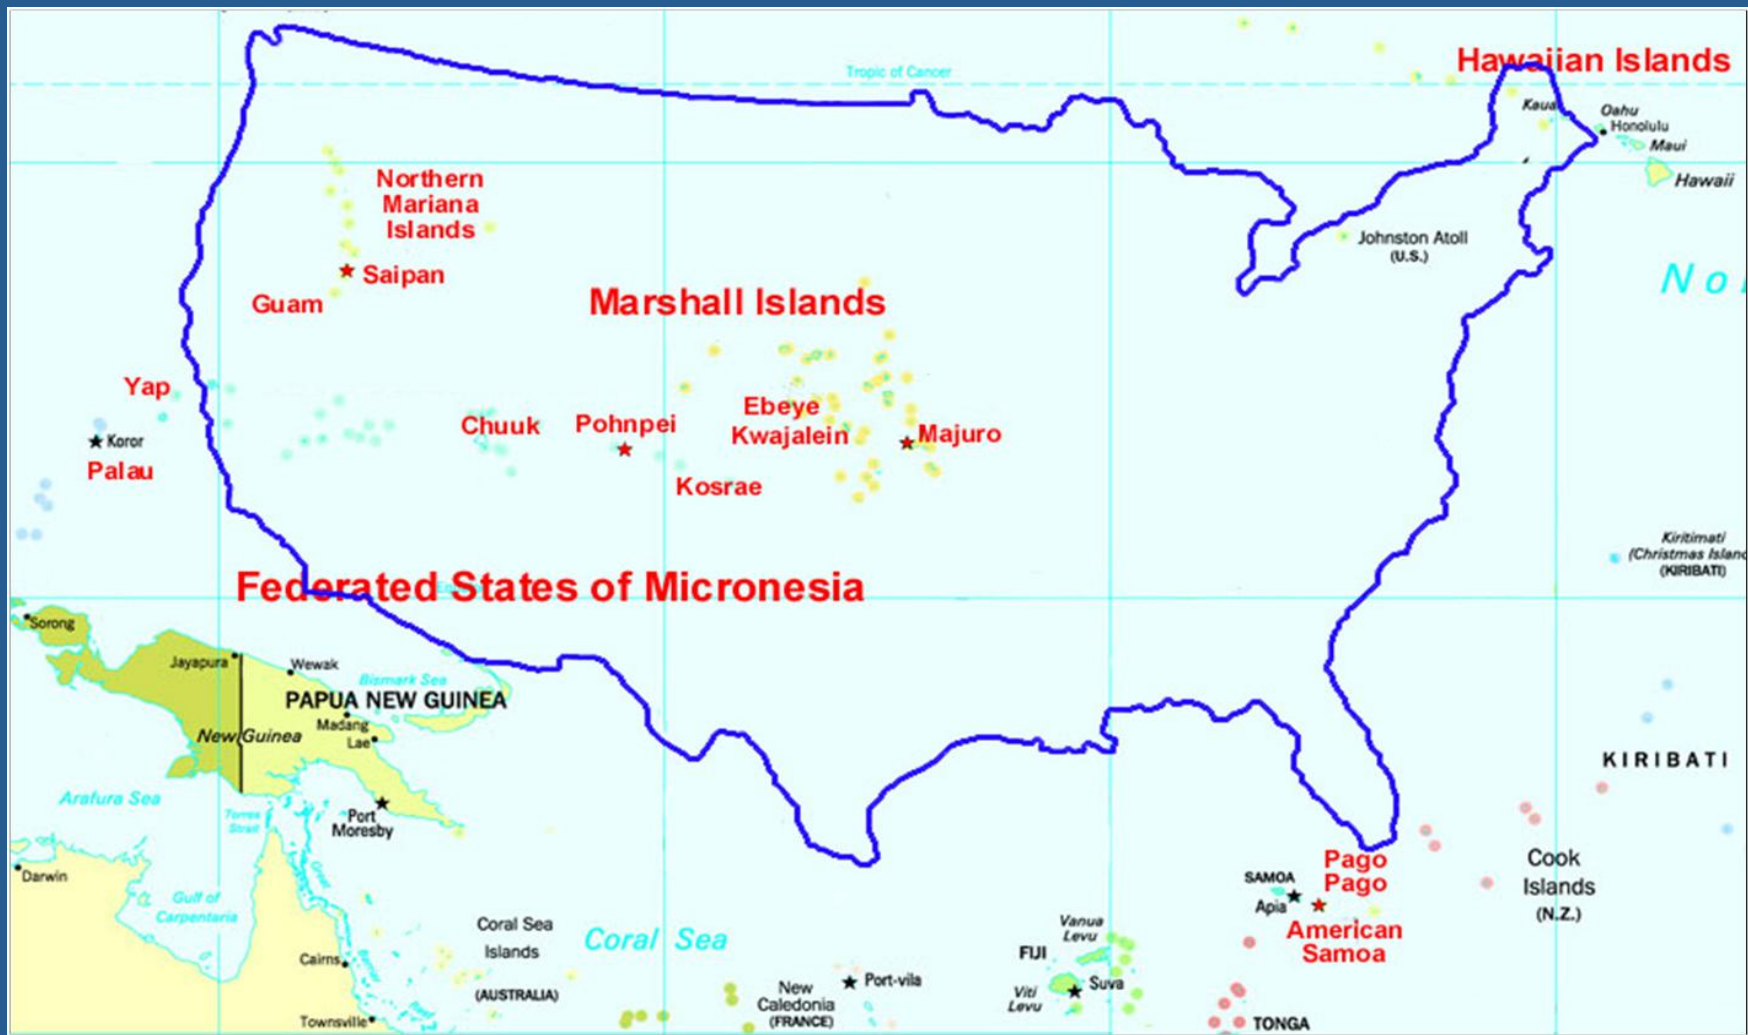 Tropic of Cancer
Hawaiian Islands
Kaua
Oahu
Honolulu
Maui
Hawaii
Northern
Mariana
Islands
Saipan
Guam
Johnston Atoll
(U.S.)
Marshall Islands
Yap
Koror
Palau
Chuuk
Pohnpei
Ebeye
Kwajalein
Majuro
Kosrae
Kiritimati
(Christmas Islanc
(KIRIBATI)
Federated States of Micronesia
Sorong
Jayapura
Wewak
Bismark Sea
PAPUA NEW GUINEA
Madang
Lae
New Guinea
KIRIBATI
Arafura Sea
Torres
Strait
Port
Moresby
Darwin
Gulf of
Carpentaria
Great
Pago
Pago
SAMOA
Apia
American
Samoa
Cook
Islands
(N.Z.)
Coral Sea
Islands
(AUSTRALIA)
Coral Sea
Vanua
Levu
FIJI
Viti
Levu
Suva
Cairns
Port-vila
New
Caledonia
(FRANCE)
Townsville
TONGA